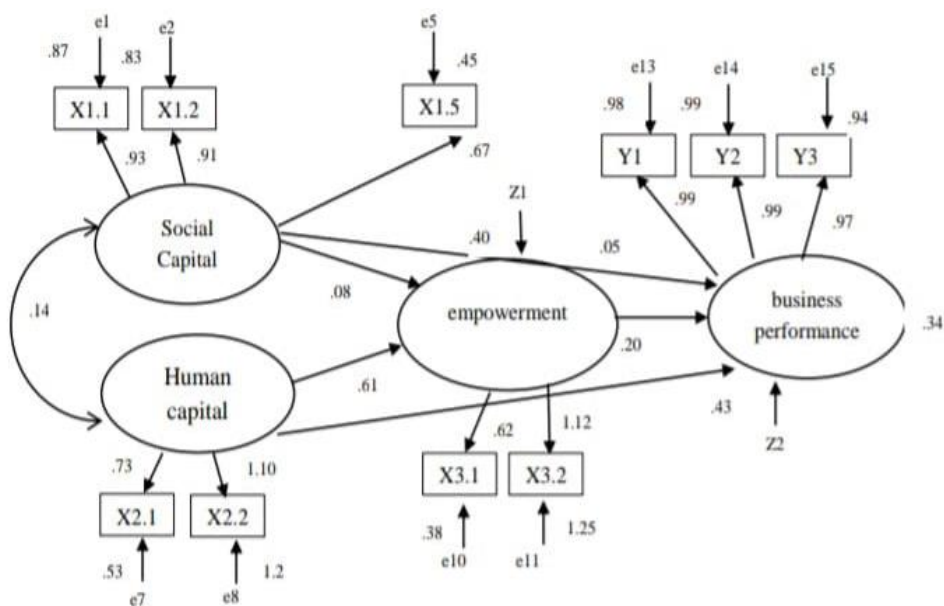 e1
e2
e5
.87
.83
.45
e13
e14
e15
X1.1
X1.2
X1.5
.98
.99
.94
Y1
Y2
Y3
.93
.91
.67
Z1
.99
.99
.97
Social
Capital
.40
.05
.08
empowerment
business
performance
.14
.34
.20
Human
capital
.61
.43
.62
1.12
Z2
.73
1.10
X3.1
X3.2
X2.1
X2.2
.38
1.25
e10
e11
.53
1.2
e7
e8